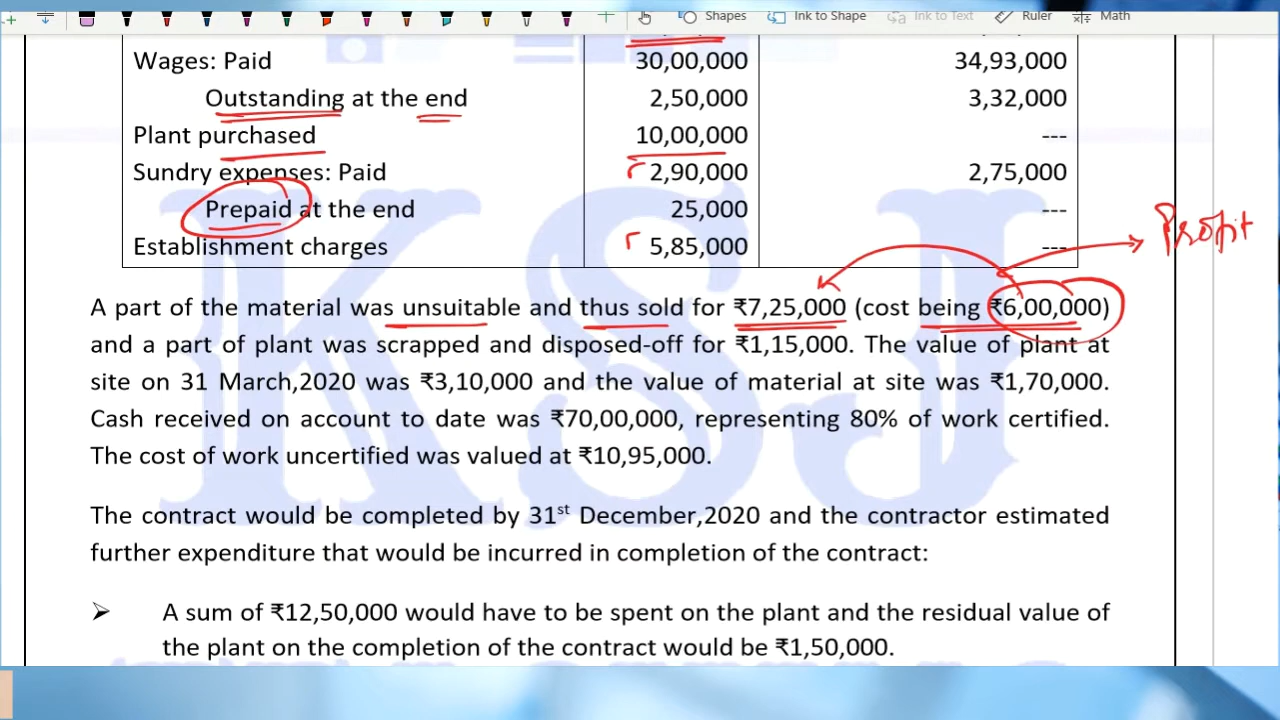 Shapes Ink to Shape Ink to Text Ruler Math
Wages: Paid 30,00,000 34,93,000
Outstanding at the end 2,50,000 3,32,000
Plant purchased 10,00,000 ---
Sundry expenses: Paid 2,90,000 2,75,000
Prepaid at the end 25,000 ---
Establishment charges 5,85,000 ---
Profit
A part of the material was unsuitable and thus sold for ₹7,25,000 (cost being ₹6,00,000)
and a part of plant was scrapped and disposed-off for ₹1,15,000. The value of plant at
site on 31 March,2020 was ₹3,10,000 and the value of material at site was ₹1,70,000.
Cash received on account to date was ₹70,00,000, representing 80% of work certified.
The cost of work uncertified was valued at ₹10,95,000.
The contract would be completed by 31st December,2020 and the contractor estimated
further expenditure that would be incurred in completion of the contract:
➢ A sum of ₹12,50,000 would have to be spent on the plant and the residual value of
the plant on the completion of the contract would be ₹1,50,000.
KSJ